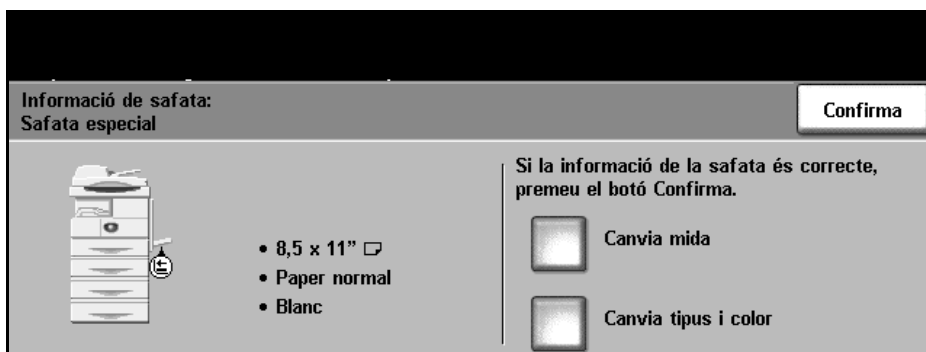 Informació de safata:
Safata especial
Confirma
Si la informació de la safata és correcte,
premeu el botó Confirma.
• 8,5 x 11”
• Paper normal
• Blanc
Canvia mida
Canvia tipus i color